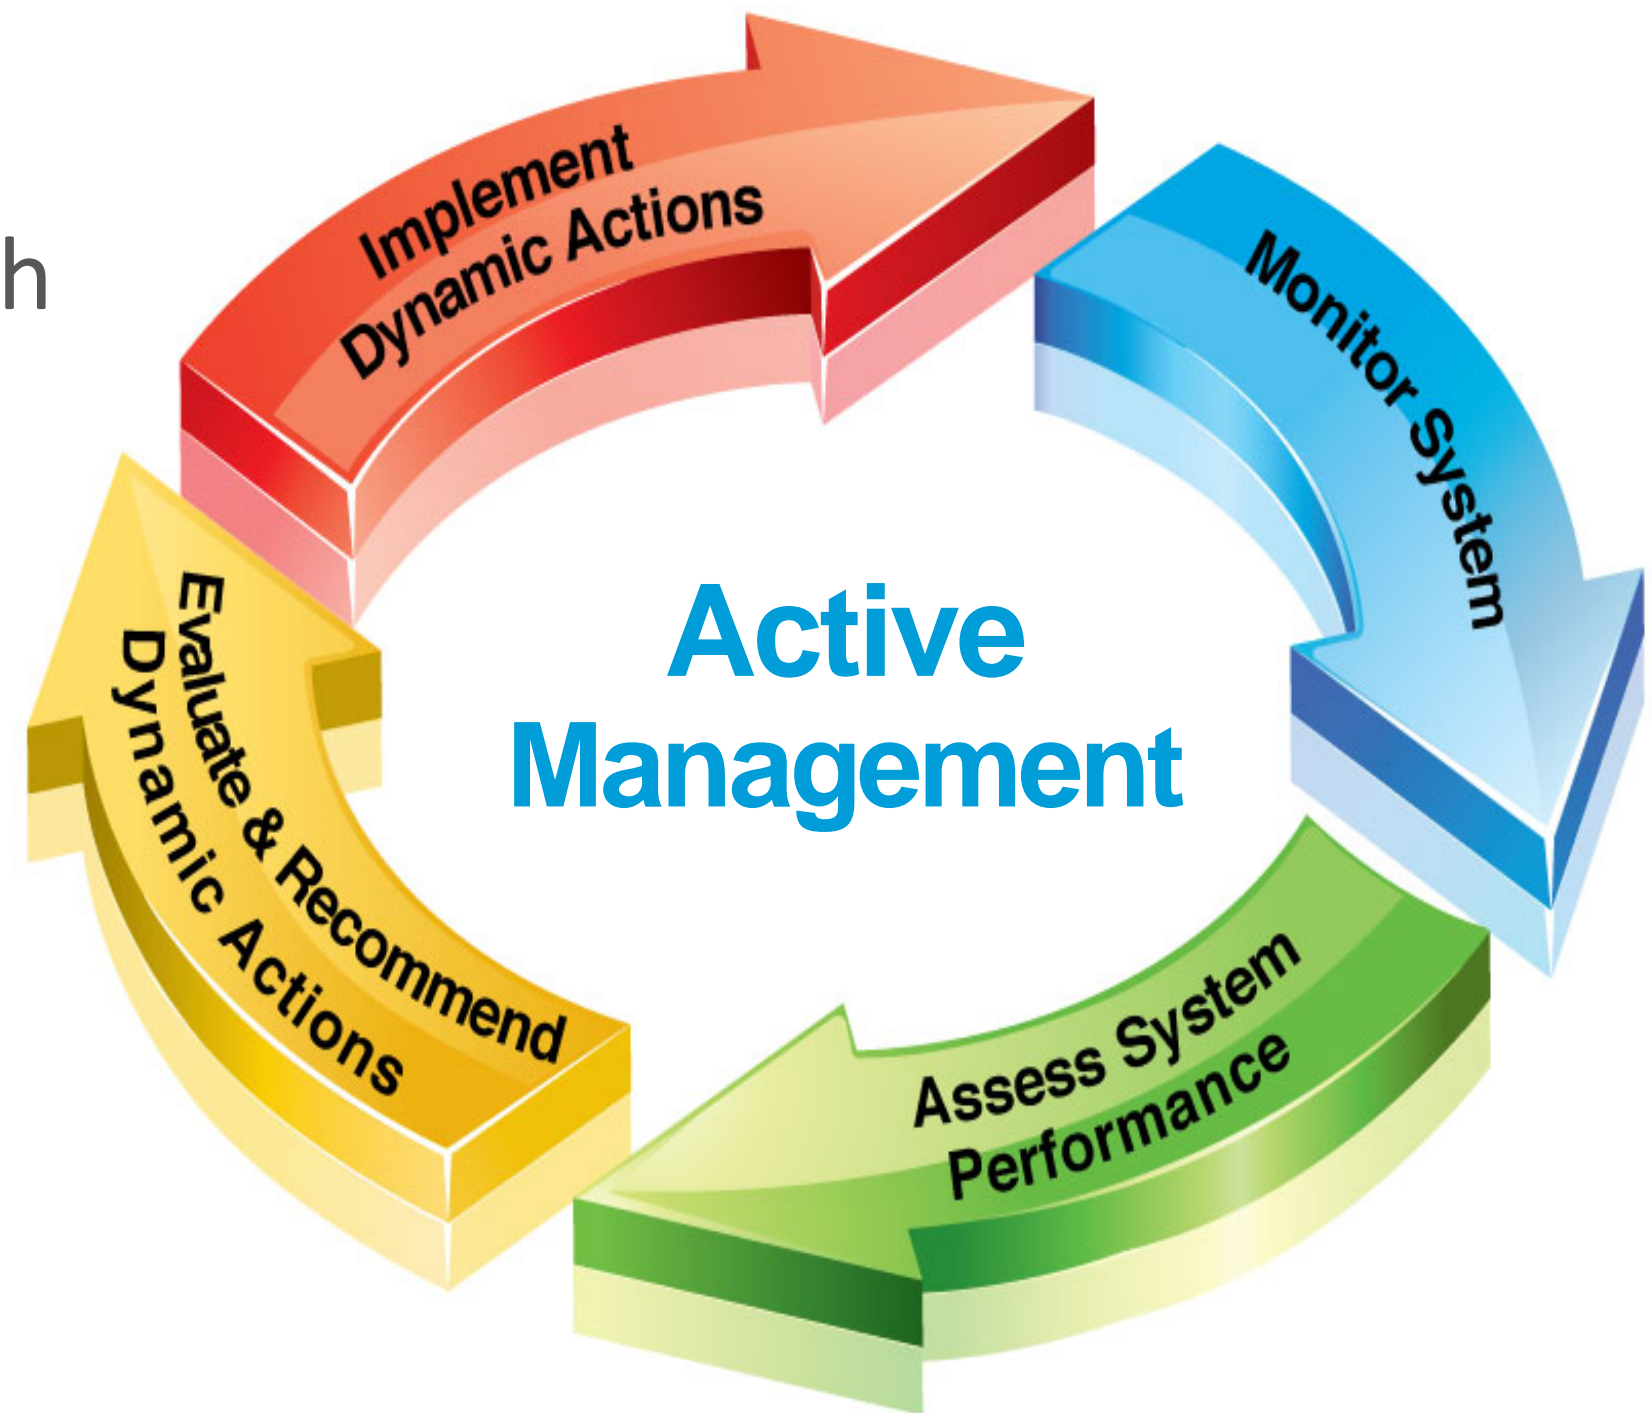 h
Implement
Dynamic Actions
Monitor System
Active
Management
Evaluate & Recommend
Dynamic Actions
Assess System
Performance